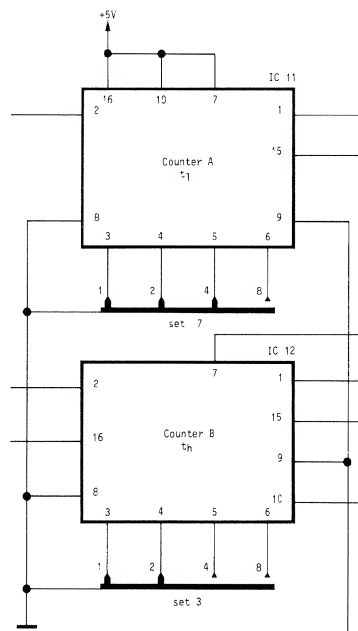 +5V
IC 11
16 10 7
2 1
Counter A
t1
15
8 9
3 4 5 6
1 2 4 8
set 7
IC 12
7
2 1
15
Counter B
th
16
9
8
10
3 4 5 6
1 2 4 8
set 3